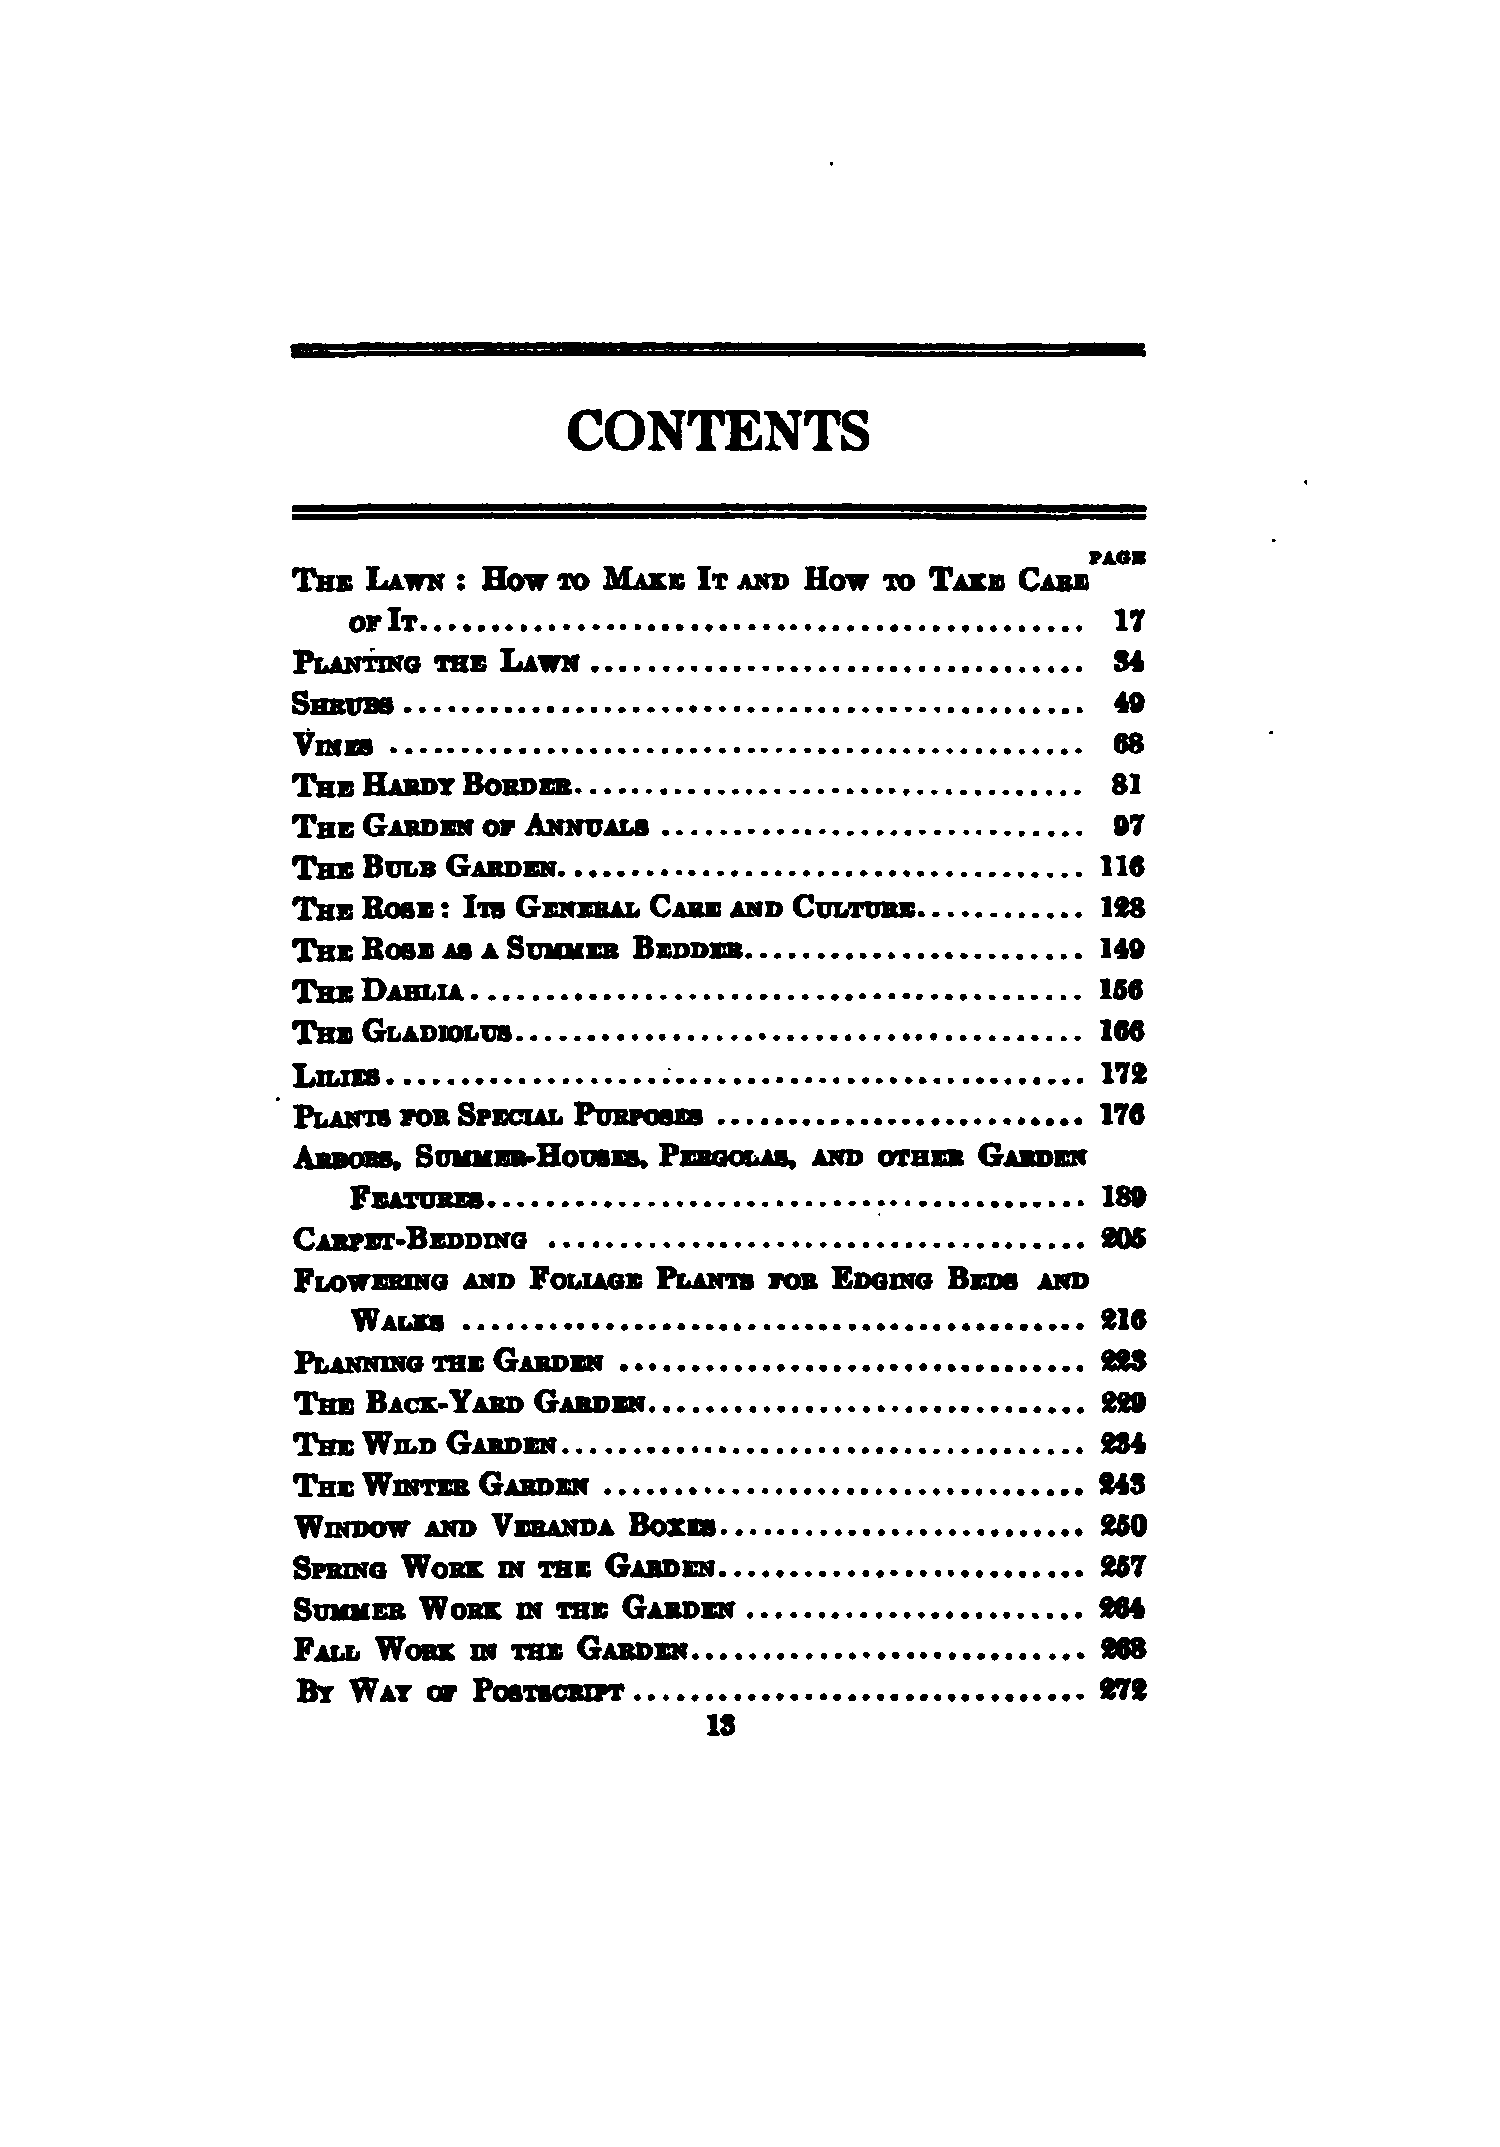 CONTENTS
PAGE
The Lawn: How to Make It and How to Take Care
of It.............................................. 17
Planting the Lawn .................................. 34
Shrubs ................................................ 49
Vines ................................................. 68
The Hardy Border.................................... 81
The Garden of Annuals .............................. 97
The Bulb Garden..................................... 116
The Rose: Its General Care and Culture............ 128
The Rose as a Summer Bedder........................ 149
The Dahlia........................................... 156
The Gladiolus........................................ 166
Lilies................................................. 172
Plants for Special Purposes .......................... 176
Arbors, Summer-Houses, Pergolas, and other Garden
Features.......................................... 189
Carpet-Bedding ...................................... 205
Flowering and Foliage Plants for Edging Beds and
Walks ............................................ 216
Planning the Garden ................................. 223
The Back-Yard Garden............................... 229
The Wild Garden..................................... 234
The Winter Garden .................................. 243
Window and Veranda Boxes.......................... 250
Spring Work in the Garden.......................... 257
Summer Work in the Garden ........................ 264
Fall Work in the Garden............................ 268
By Way of Postscript ................................ 272
13